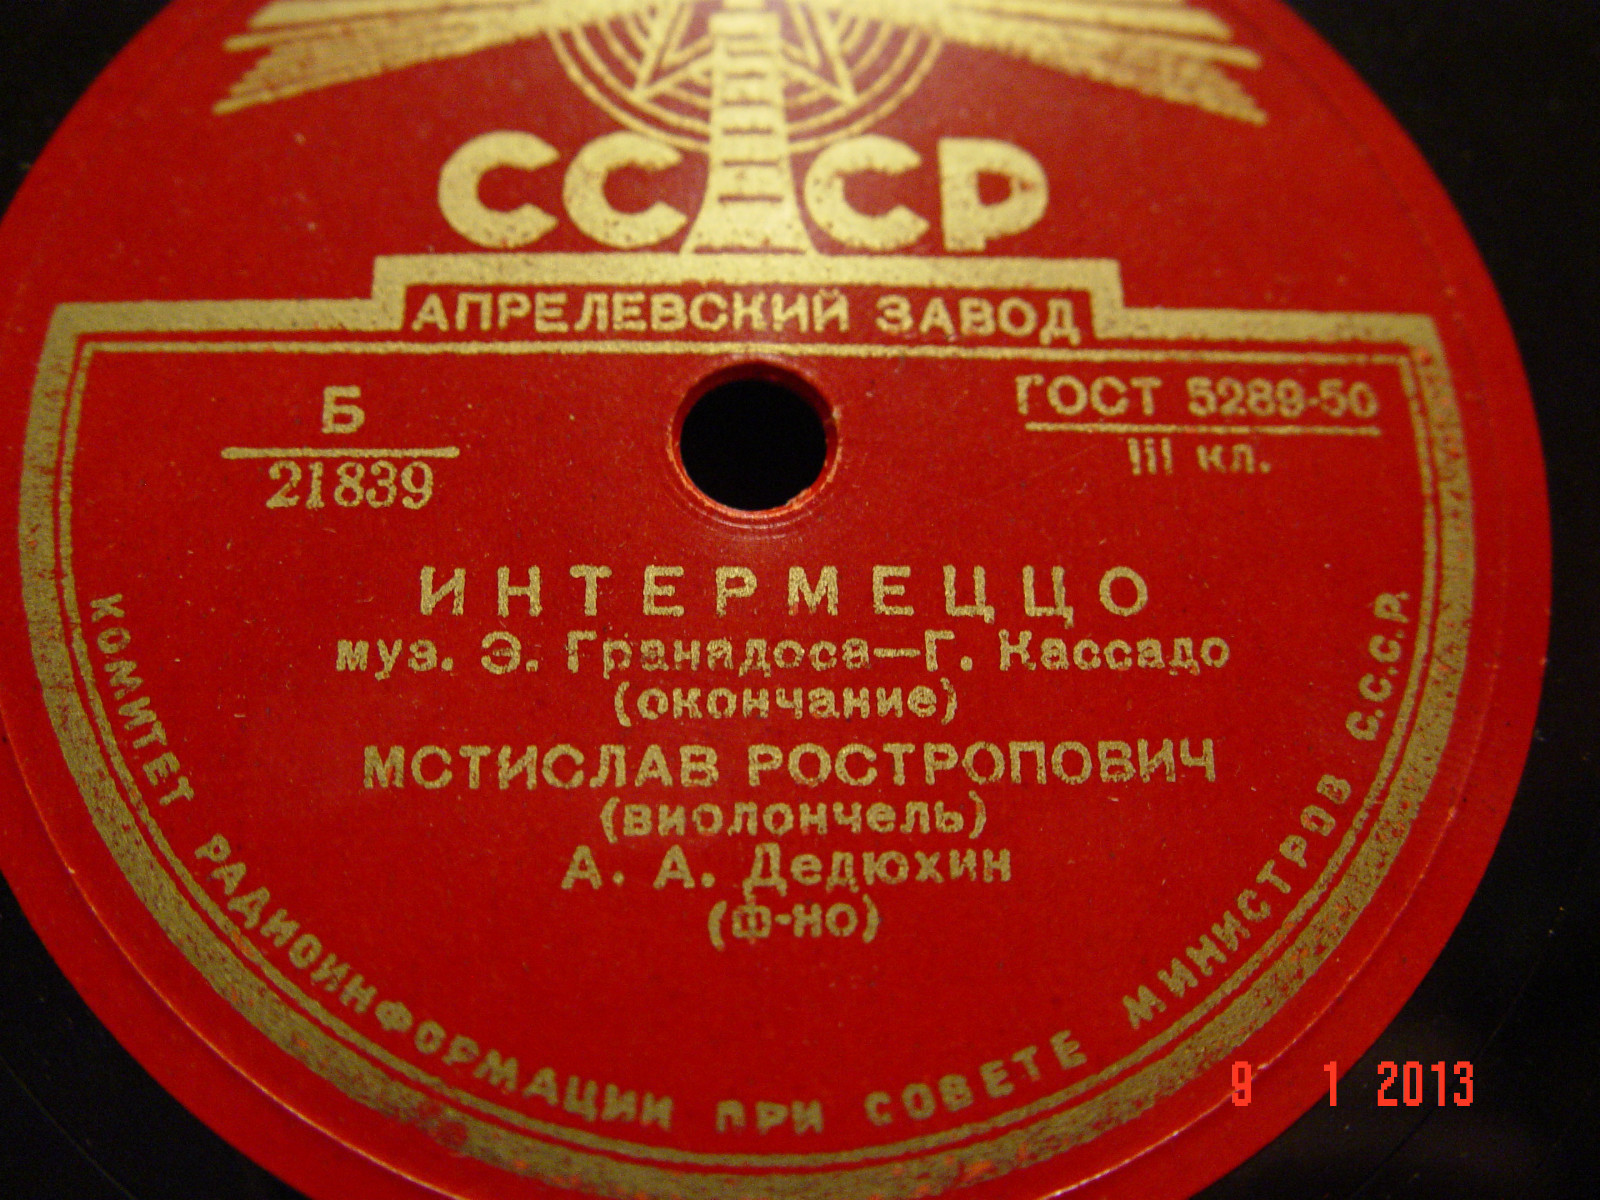 СССР
АПРЕЛЕВСКИЙ ЗАВОД
Б
21839
ГОСТ 5289-50
III кл.
ИНТЕРМЕЦЦО
муз. Э. Гранадоса—Г. Кассадо
(окончание)
МСТИСЛАВ РОСТРОПОВИЧ
(виолончель)
А. А. Дедюхин
(ф-но)
КОМИТЕТ РАДИОИНФОРМАЦИИ ПРИ СОВЕТЕ МИНИСТРОВ С.С.С.Р.
9 1 2013